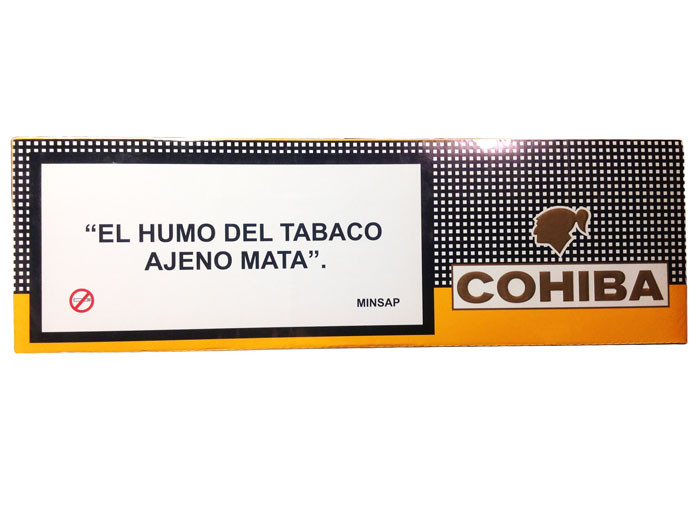 “EL HUMO DEL TABACO
AJENO MATA”.
MINSAP
COHIBA